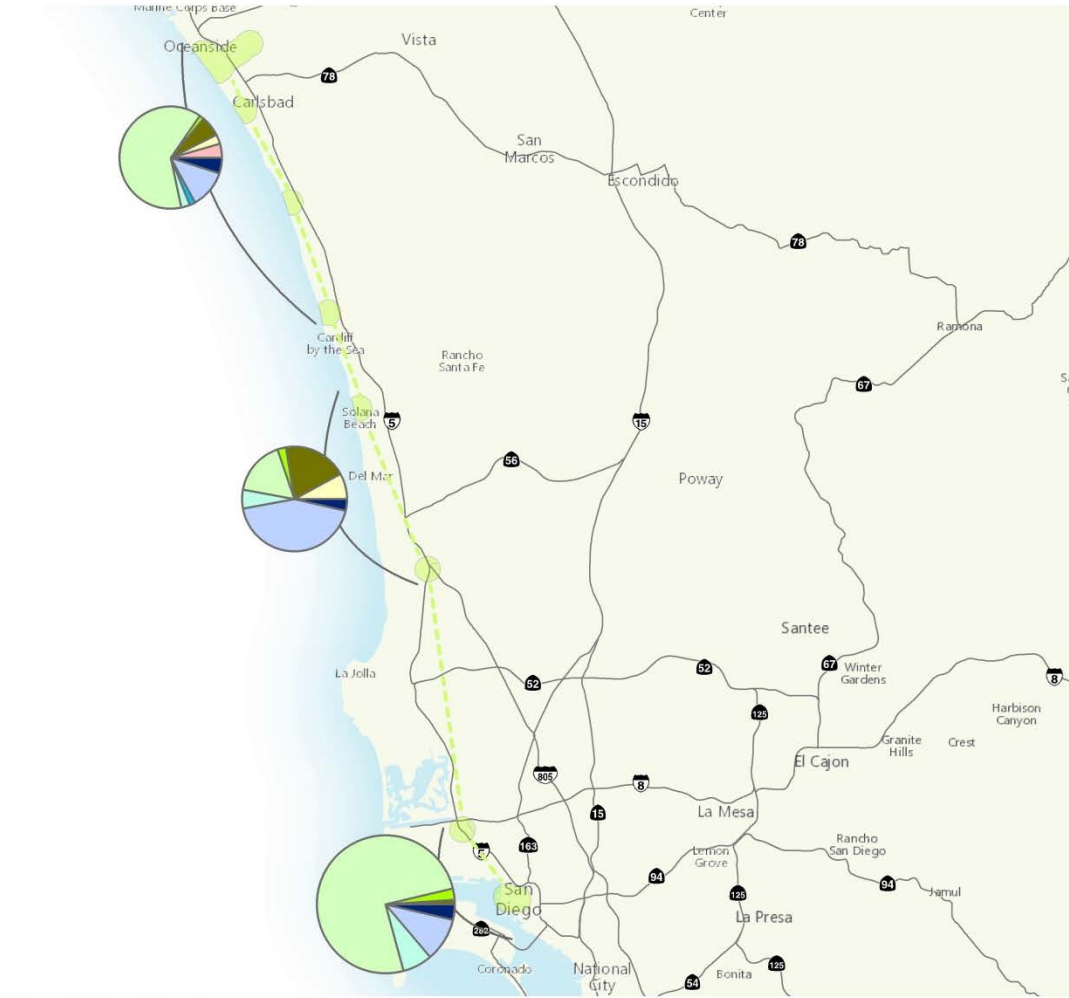 Marine Corps Base
Center
Oceanside
Vista
78
Carlsbad
San
Marcos
Escondido
78
Ramona
Cardiff
by the Sea
Rancho
Santa Fe
67
Solana
Beach
5
15
56
Del Mar
Poway
Santee
La Jolla
52
52
67
Winter
Gardens
8
125
Harbison
Canyon
Granite
Hills
Crest
El Cajon
805
8
15
La Mesa
163
5
Lemon
Grove
Rancho
San Diego
94
94
125
Jamul
San
Diego
La Presa
282
Coronado
National
City
54
Bonita
125